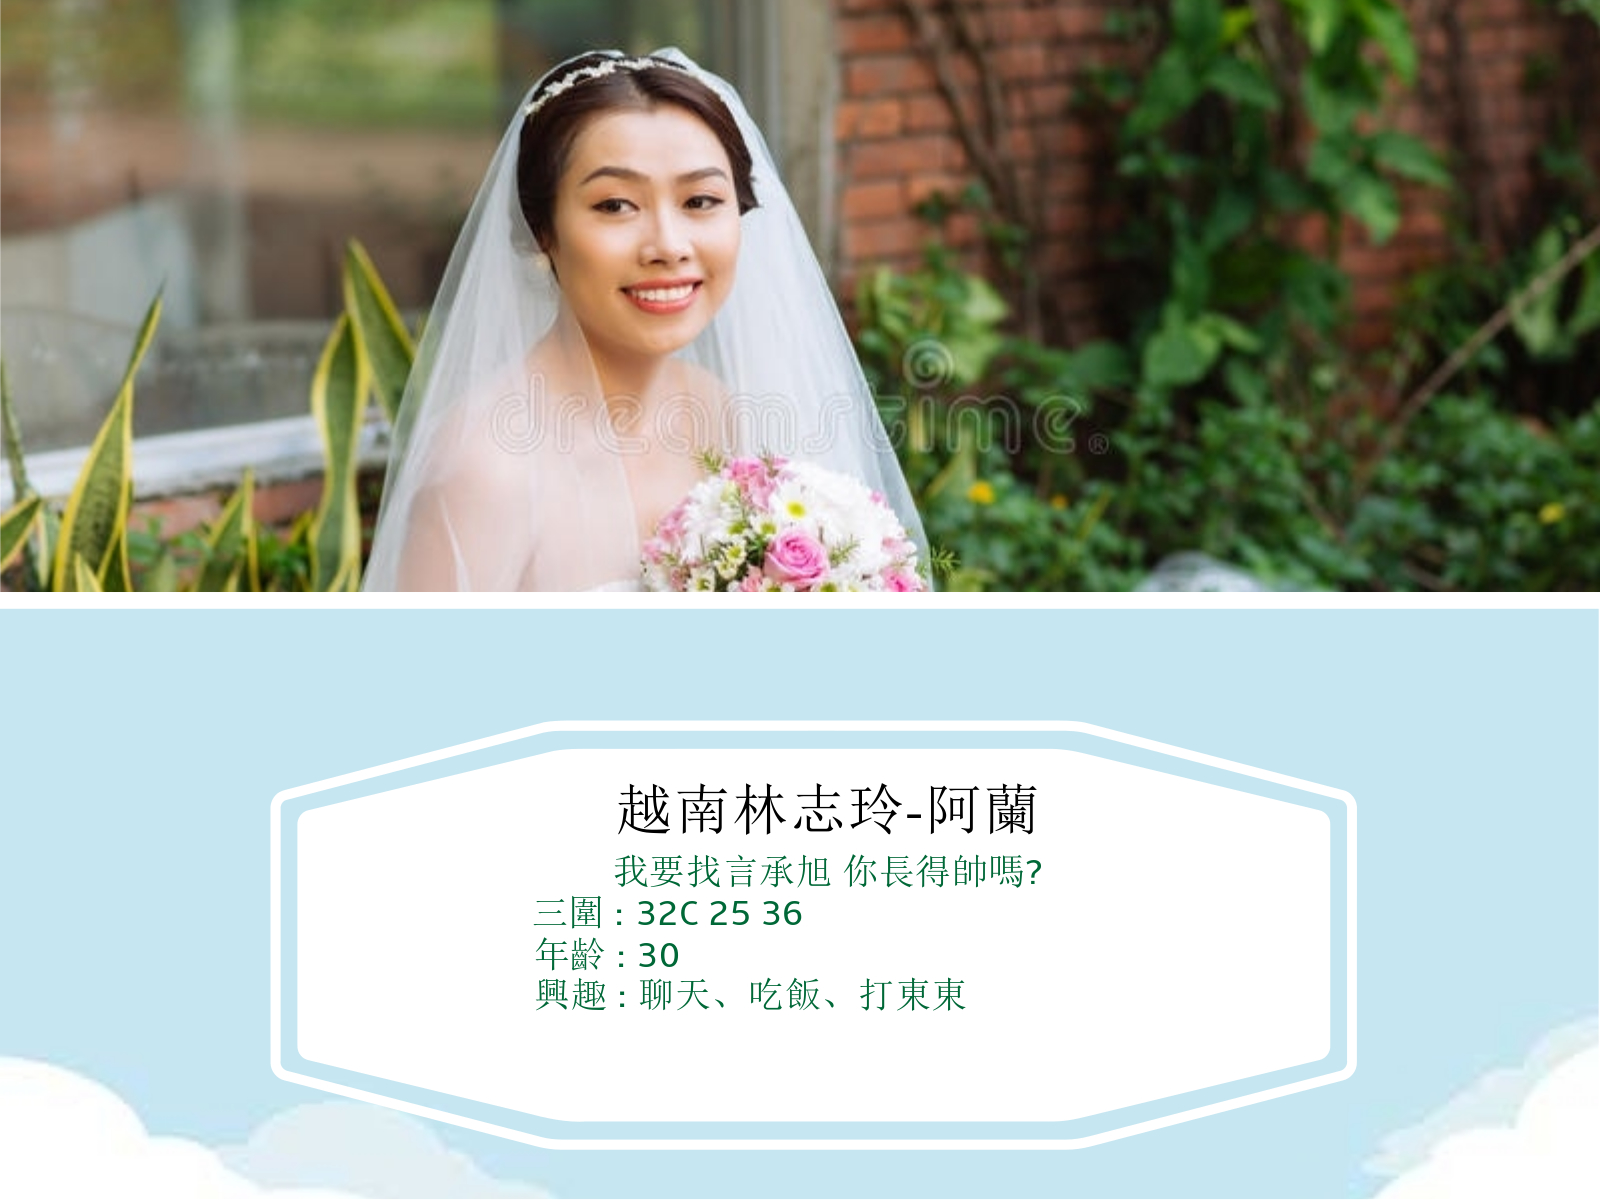 dreamstime®
越南林志玲-阿蘭
我要找言承旭 你長得帥嗎?
三圍 : 32C 25 36
年齡 : 30
興趣 : 聊天、吃飯、打東東